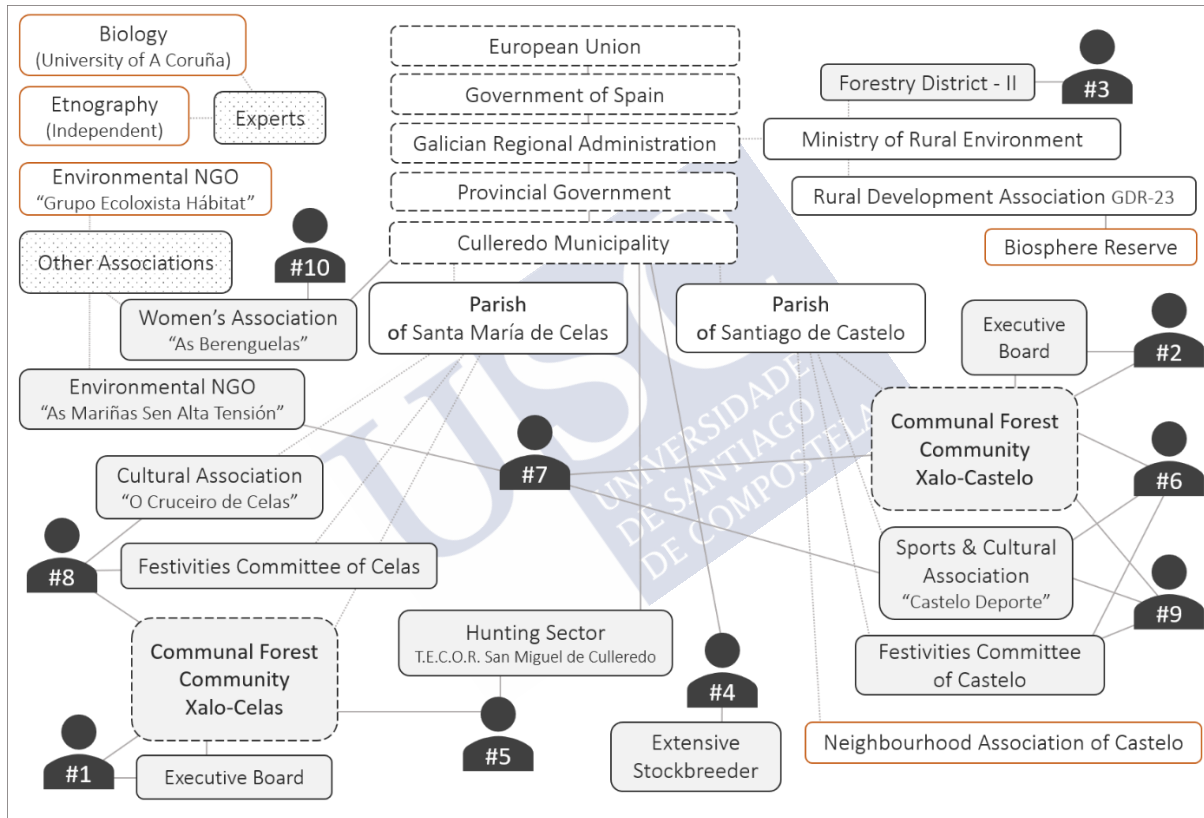 Biology
(University of A Coruña)
Etnography
(Independent)
Experts
Environmental NGO
“Grupo Ecoloxista Hábitat”
Other Associations
#10
Women’s Association
“As Berenguelas”
Environmental NGO
“As Mariñas Sen Alta Tensión”
European Union
Government of Spain
Galician Regional Administration
Provincial Government
Culleredo Municipality
Forestry District - II
#3
Ministry of Rural Environment
Rural Development Association GDR-23
Biosphere Reserve
Parish
of Santa María de Celas
Parish
of Santiago de Castelo
Executive
Board
#2
Communal Forest
Community
Xalo-Castelo
#7
#6
Cultural Association
“O Cruceiro de Celas”
#8
Festivities Committee of Celas
Sports & Cultural
Association
“Castelo Deporte”
#9
Festivities Committee
of Castelo
Communal Forest
Community
Xalo-Celas
Hunting Sector
T.E.C.O.R. San Miguel de Culleredo
#4
#5
Extensive
Stockbreeder
Neighbourhood Association of Castelo
#1
Executive Board
USC
UNIVERSIDADE
DE SANTIAGO
DE COMPOSTELA